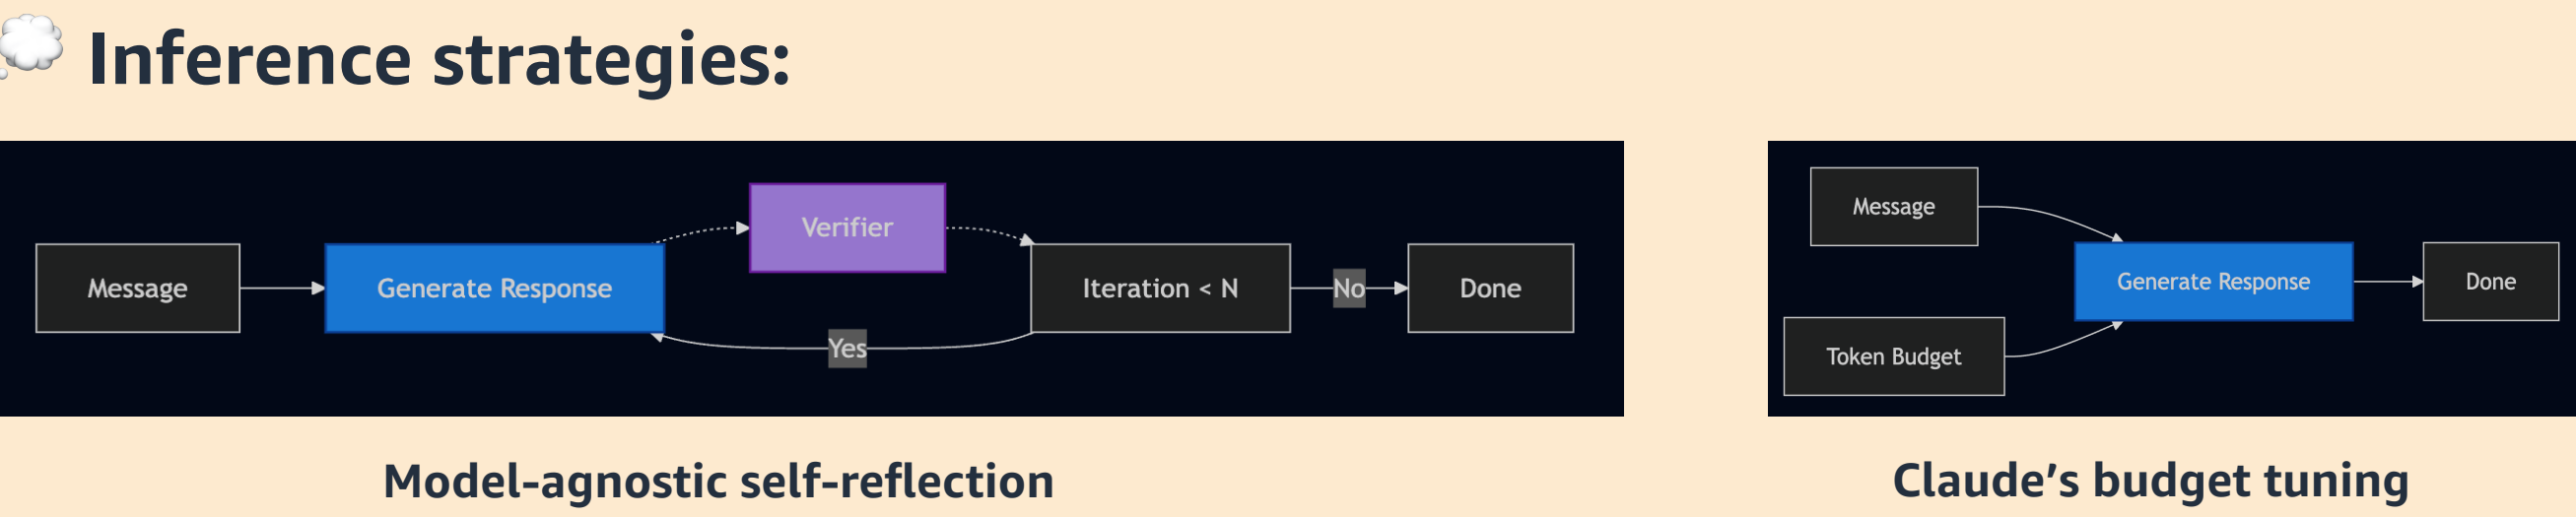 Inference strategies:
Message
Generate Response
Verifier
Iteration < N
No
Done
Yes
Model-agnostic self-reflection
Message
Token Budget
Generate Response
Done
Claude’s budget tuning